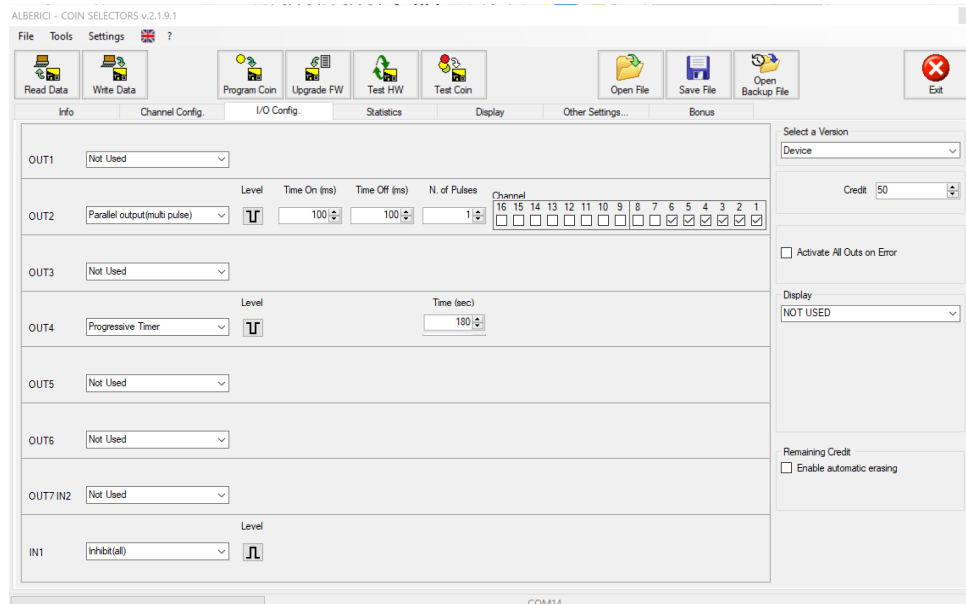 ALBERICI - COIN SELECTORS v.2.1.9.1
File Tools Settings ?
Read Data Write Data Program Coin Upgrade FW Test HW Test Coin Open File Save File Open Backup File Exit
Info Channel Config. I/O Config. Statistics Display Other Settings... Bonus
Select a Version
Device
OUT1 Not Used
Credit 50
Level Time On (ms) Time Off (ms) N. of Pulses Channel
16 15 14 13 12 11 10 9 8 7 6 5 4 3 2 1
OUT2 Parallel output(multi pulse) 100 100 1
Activate All Outs on Error
OUT3 Not Used
Display
NOT USED
Level Time (sec)
OUT4 Progressive Timer 180
OUT5 Not Used
OUT6 Not Used
Remaining Credit
Enable automatic erasing
OUT7 IN2 Not Used
Level
IN1 Inhibit(all)
COM14